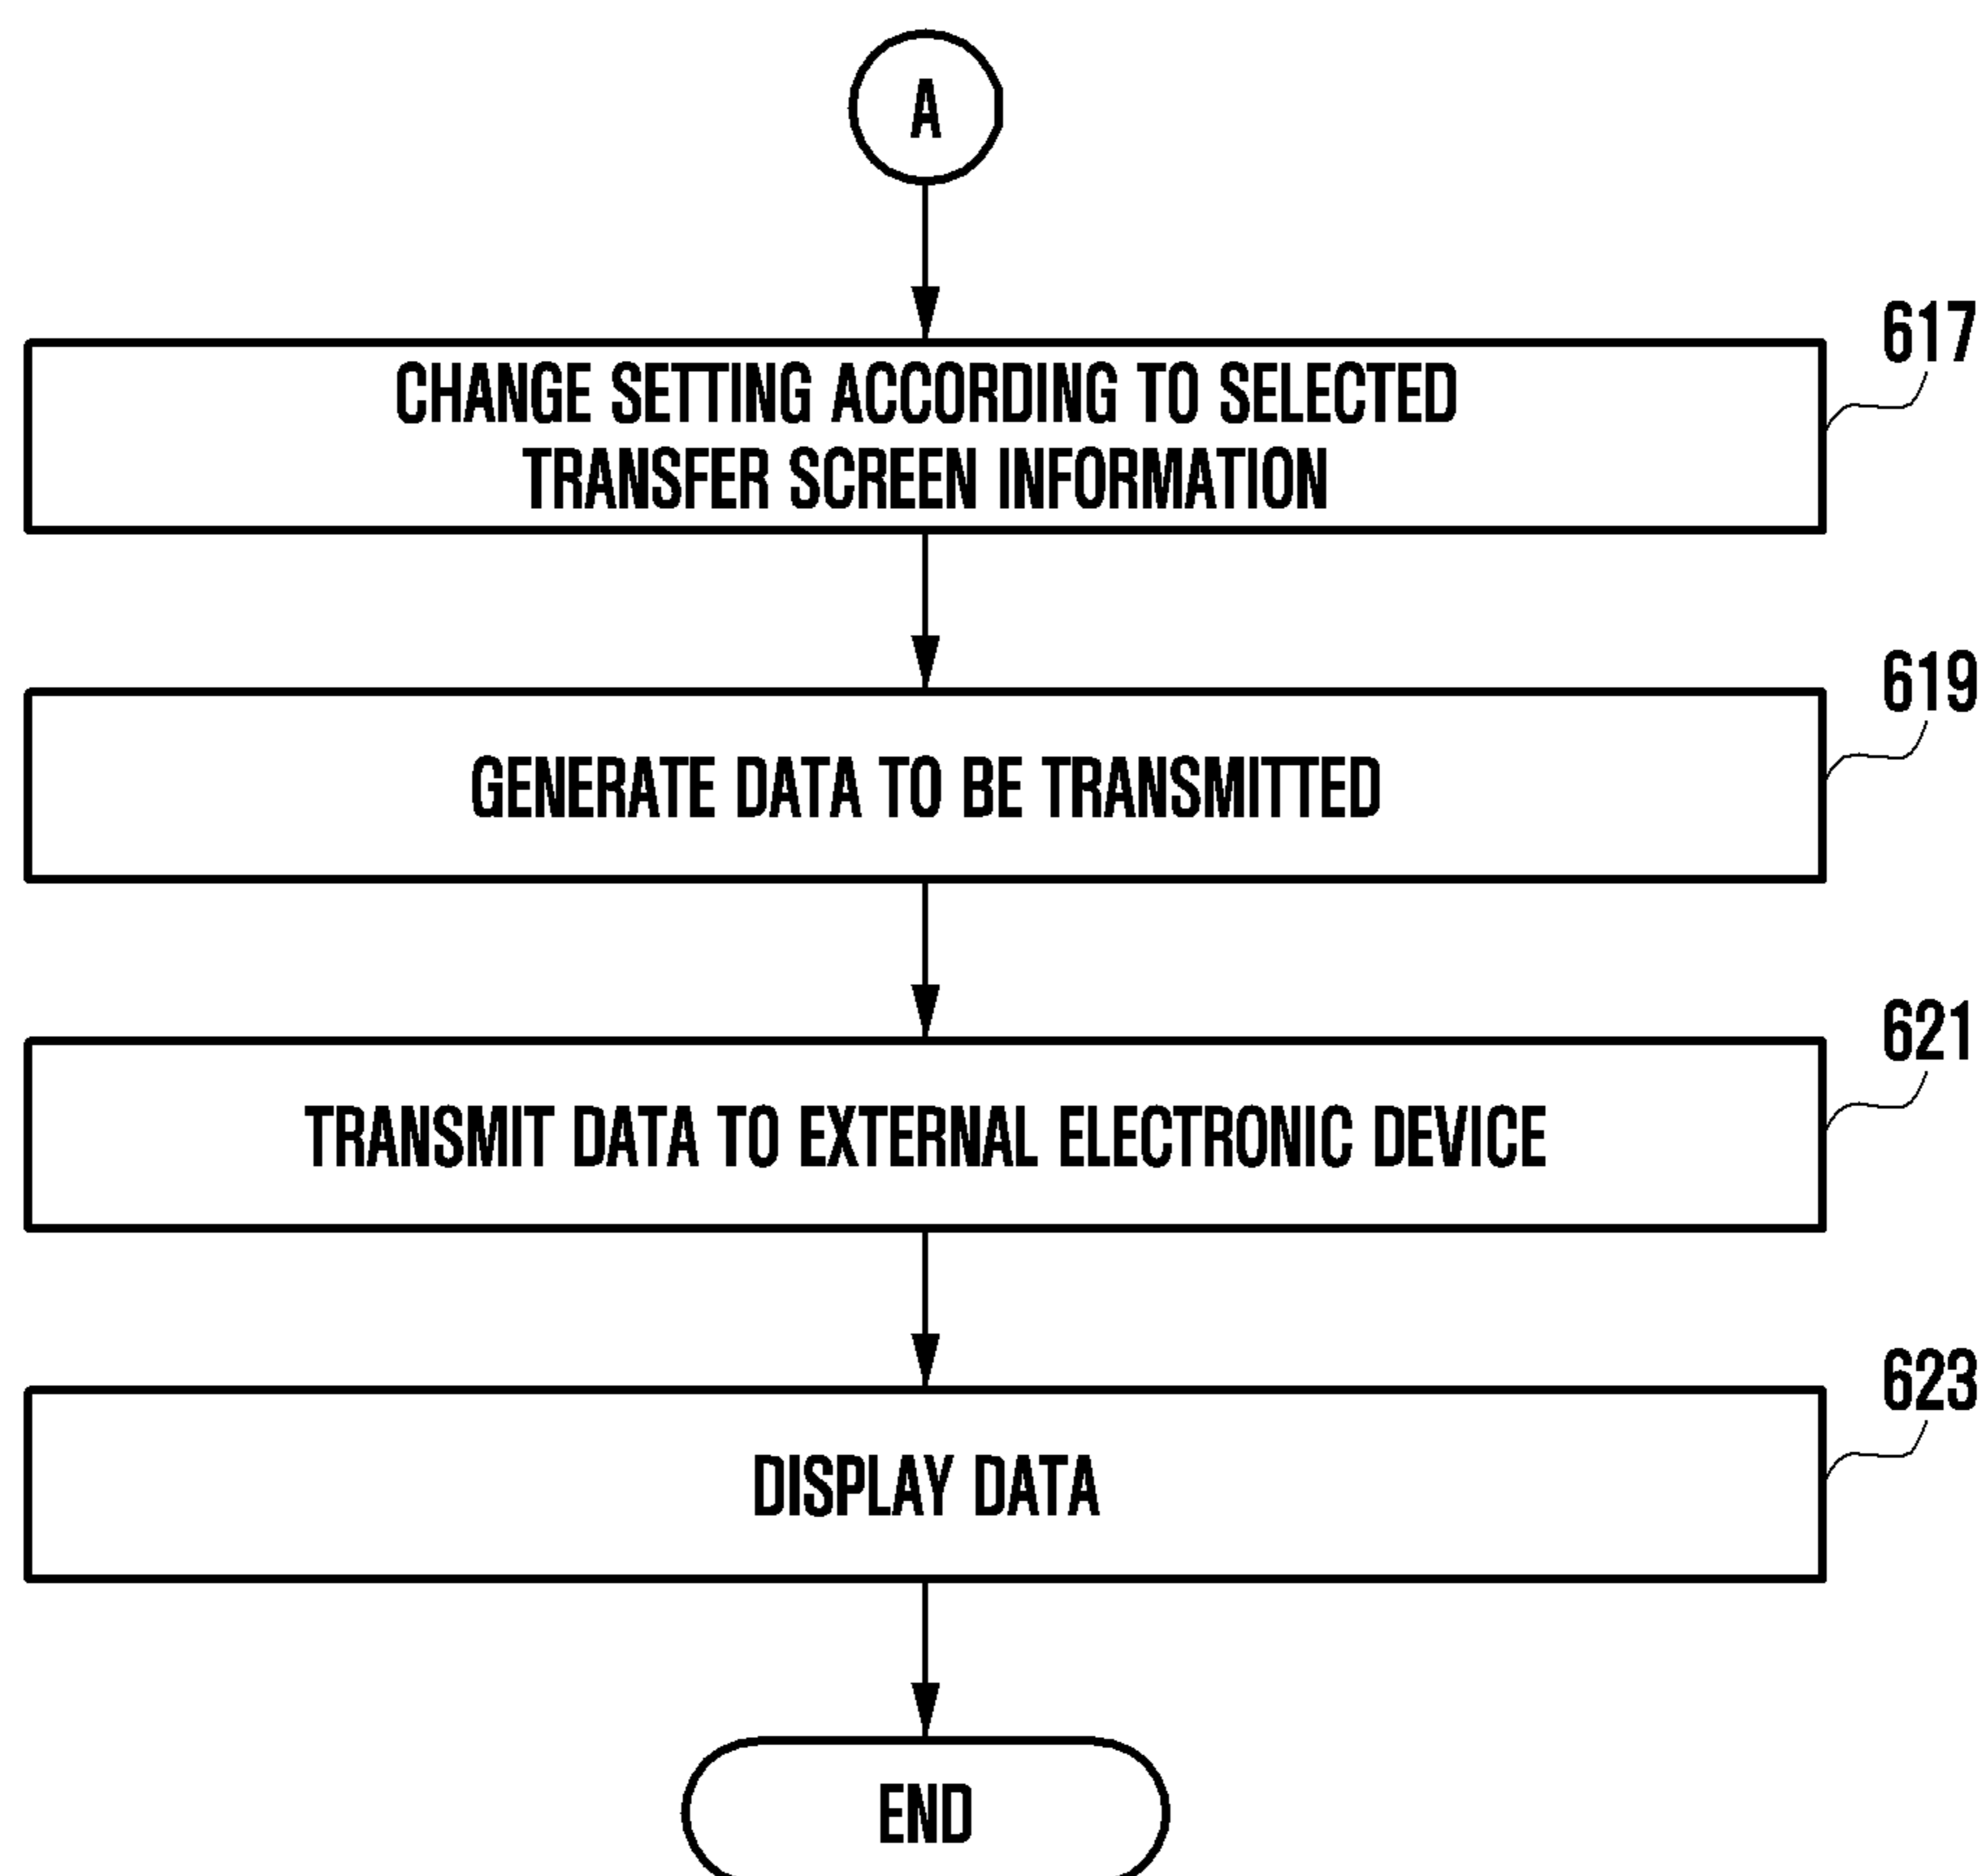 A
617
CHANGE SETTING ACCORDING TO SELECTED
TRANSFER SCREEN INFORMATION
619
GENERATE DATA TO BE TRANSMITTED
621
TRANSMIT DATA TO EXTERNAL ELECTRONIC DEVICE
623
DISPLAY DATA
END